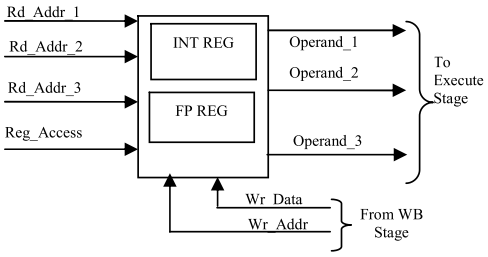 Rd_Addr_1
Rd_Addr_2
Rd_Addr_3
Reg_Access
INT REG
FP REG
Operand_1
Operand_2
Operand_3
To
Execute
Stage
Wr_Data
Wr_Addr
From WB
Stage